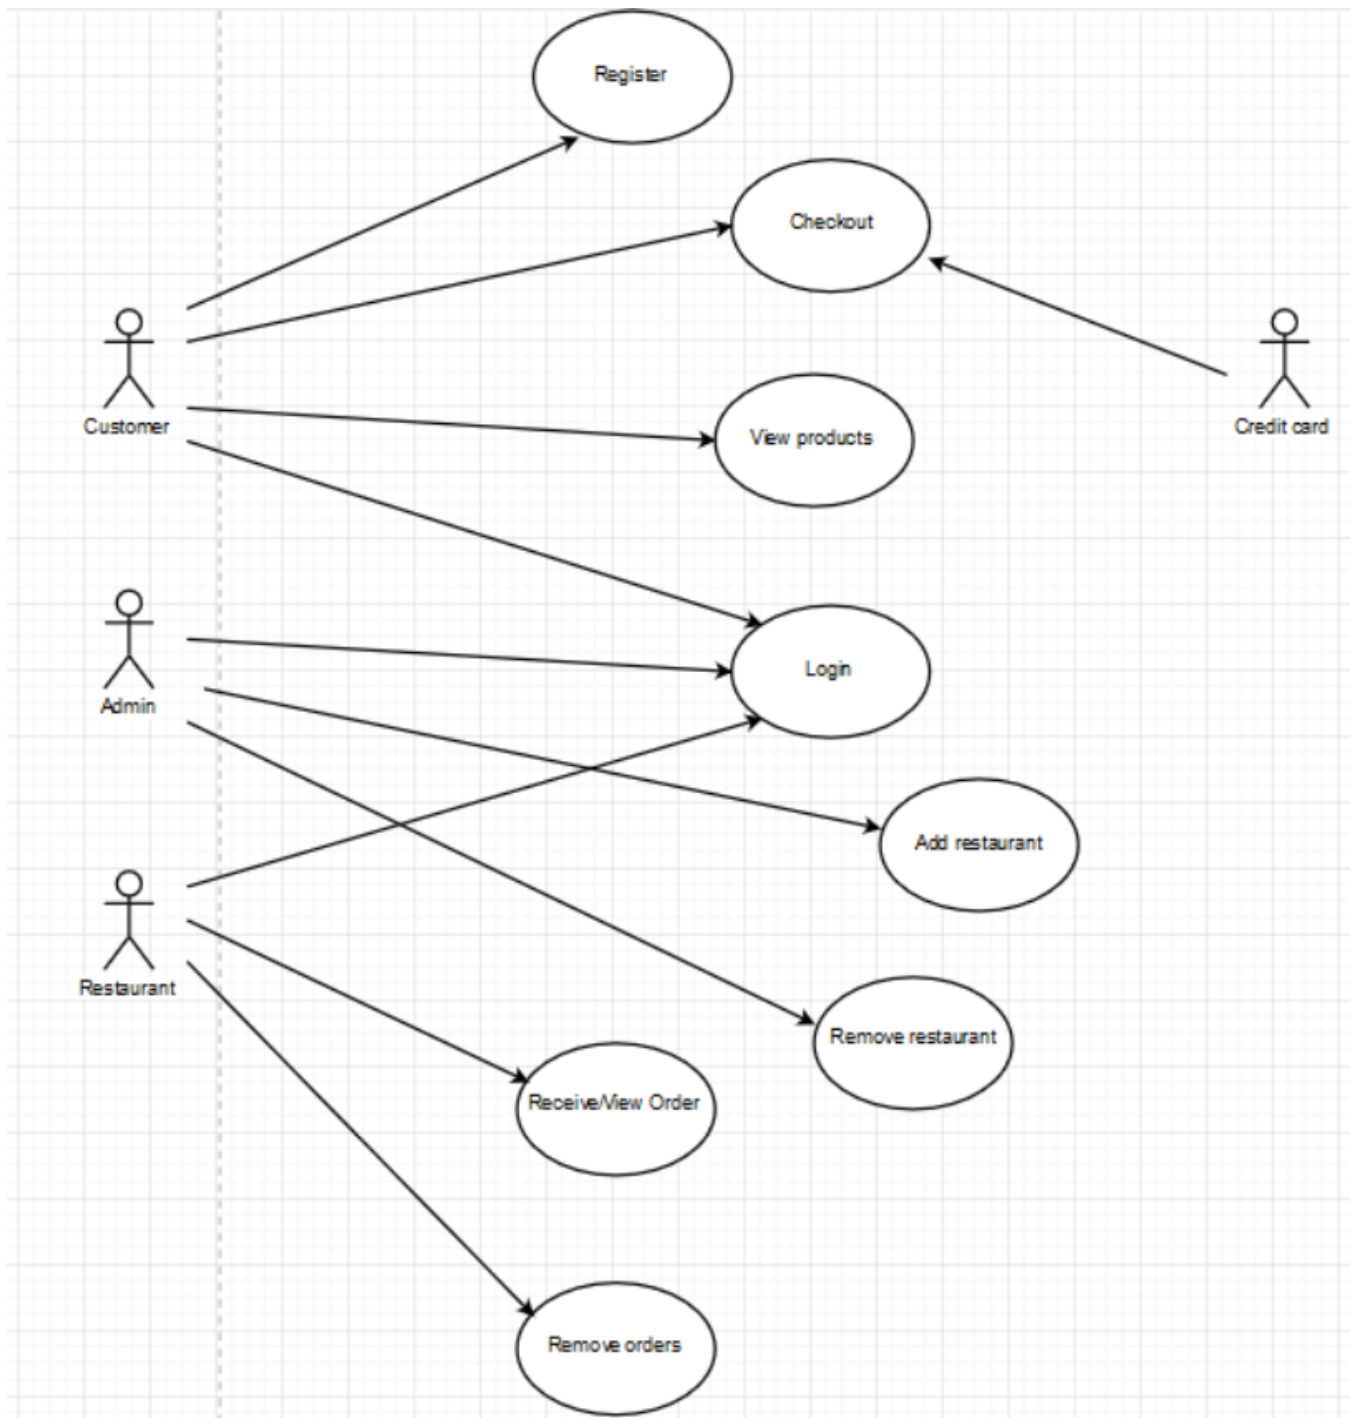 Register
Checkout
Customer
Credit card
View products
Login
Admin
Add restaurant
Restaurant
Remove restaurant
Receive/View Order
Remove orders